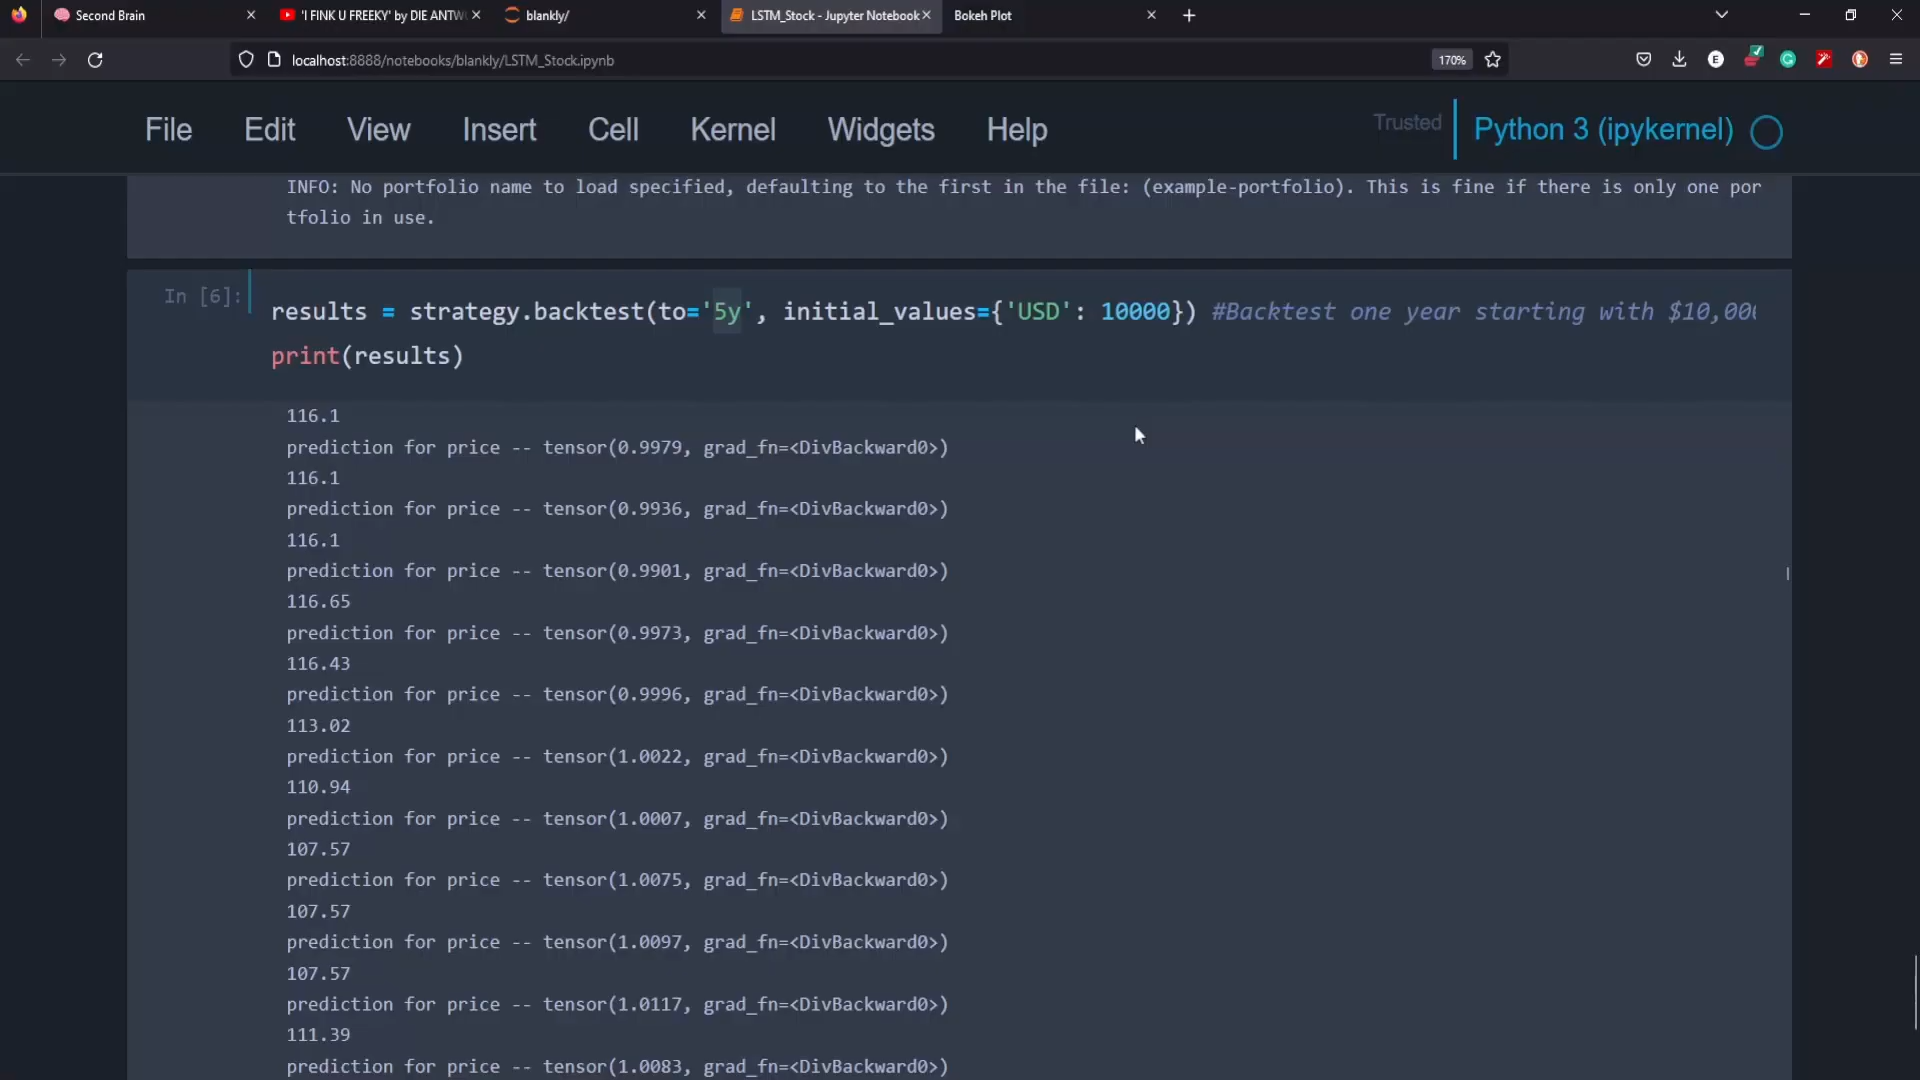 Second Brain
'I FINK U FREEKY' by DIE ANTW
blankly/
LSTM_Stock - Jupyter Notebook
Bokeh Plot
localhost:8888/notebooks/blankly/LSTM_Stock.ipynb
170%
File Edit View Insert Cell Kernel Widgets Help
Trusted
Python 3 (ipykernel)
INFO: No portfolio name to load specified, defaulting to the first in the file: (example-portfolio). This is fine if there is only one por
tfolio in use.
In [6]:
results = strategy.backtest(to='5y', initial_values={'USD': 10000}) #Backtest one year starting with $10,000
print(results)
116.1
prediction for price -- tensor(0.9979, grad_fn=<DivBackward0>)
116.1
prediction for price -- tensor(0.9936, grad_fn=<DivBackward0>)
116.1
prediction for price -- tensor(0.9901, grad_fn=<DivBackward0>)
116.65
prediction for price -- tensor(0.9973, grad_fn=<DivBackward0>)
116.43
prediction for price -- tensor(0.9996, grad_fn=<DivBackward0>)
113.02
prediction for price -- tensor(1.0022, grad_fn=<DivBackward0>)
110.94
prediction for price -- tensor(1.0007, grad_fn=<DivBackward0>)
107.57
prediction for price -- tensor(1.0075, grad_fn=<DivBackward0>)
107.57
prediction for price -- tensor(1.0097, grad_fn=<DivBackward0>)
107.57
prediction for price -- tensor(1.0117, grad_fn=<DivBackward0>)
111.39
prediction for price -- tensor(1.0083, grad_fn=<DivBackward0>)